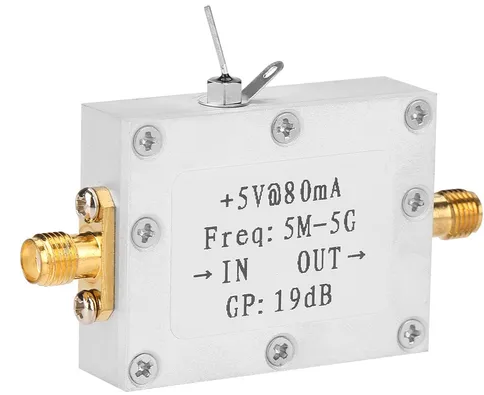 +5V@80mA
Freq: 5M-5G
→IN OUT→
GP: 19dB